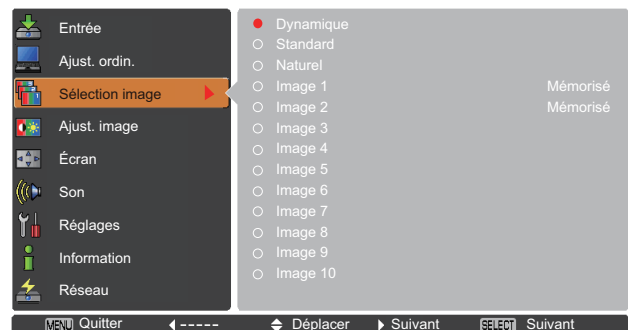 Entrée
Ajust. ordin.
Sélection image
Ajust. image
Écran
Son
Réglages
Information
Réseau
Dynamique
Standard
Naturel
Image 1 Mémorisé
Image 2 Mémorisé
Image 3
Image 4
Image 5
Image 6
Image 7
Image 8
Image 9
Image 10
MENU Quitter ----- Déplacer Suivant SELECT Suivant